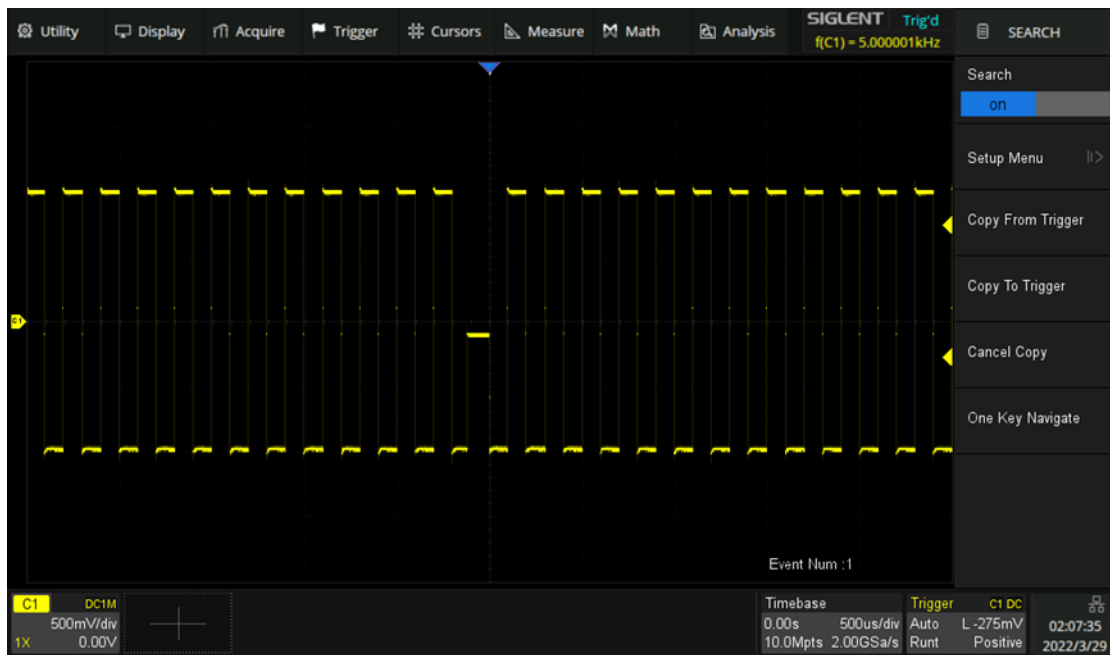 Utility Display Acquire Trigger Cursors Measure Math Analysis SIGLENT Trig'd SEARCH
f(C1) = 5.000001kHz
Search
on
Setup Menu
Copy From Trigger
Copy To Trigger
Cancel Copy
One Key Navigate
C1
Event Num :1
C1 DC1M Timebase Trigger C1 DC
500mV/div 0.00s 500us/div Auto L -275mV 02:07:35
1X 0.00V 10.0Mpts 2.00GSa/s Runt Positive 2022/3/29